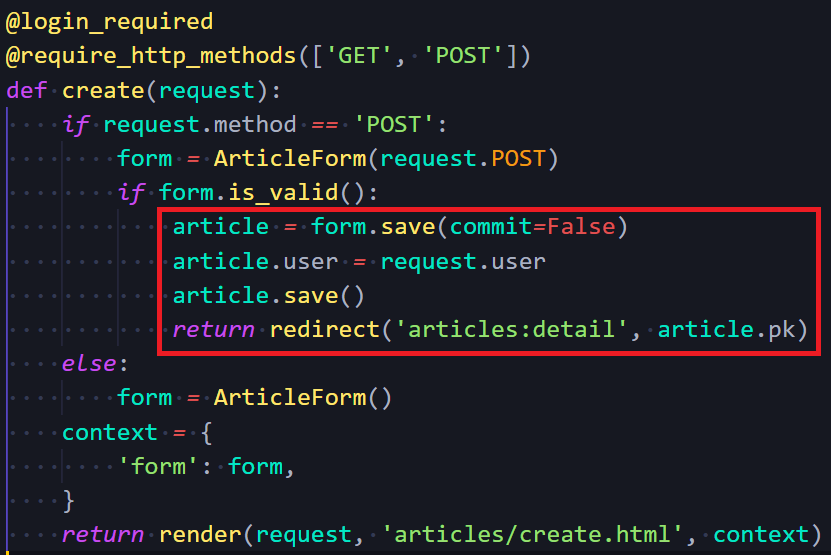 @login_required
@require_http_methods(['GET', 'POST'])
def create(request):
    if request.method == 'POST':
        form = ArticleForm(request.POST)
        if form.is_valid():
            article = form.save(commit=False)
            article.user = request.user
            article.save()
            return redirect('articles:detail', article.pk)
    else:
        form = ArticleForm()
    context = {
        'form': form,
    }
    return render(request, 'articles/create.html', context)